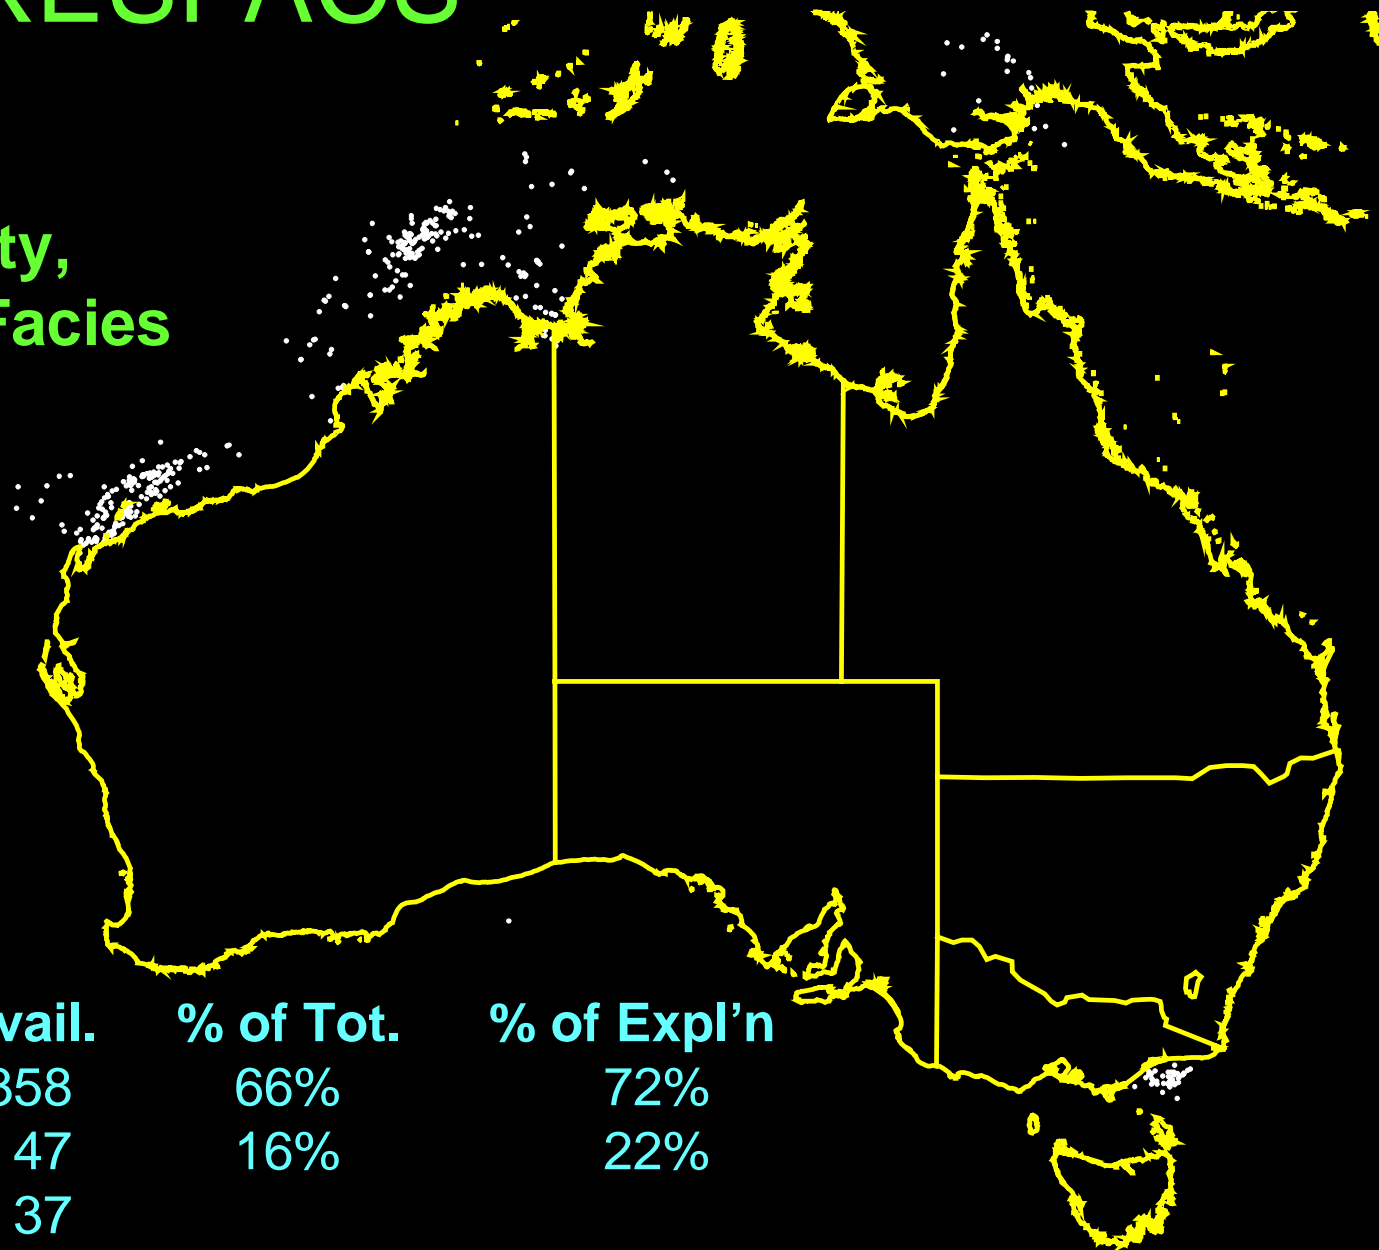 ty,
Facies
vail. % of Tot. % of Expl’n
358 66% 72%
47 16% 22%
37